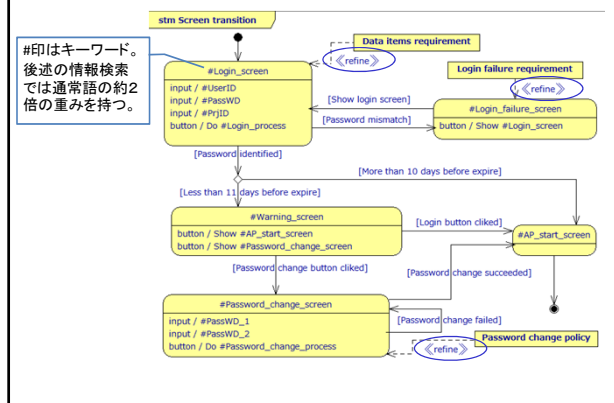 stm Screen transition
#印はキーワード。
後述の情報検索
では通常語の約2
倍の重みを持つ。
Data items requirement
≪refine≫
Login failure requirement
≪refine≫
#Login_screen
input / #UserID
input / #PassWD
input / #PrjID
button / Do #Login_process
[Show login screen]
[Password mismatch]
#Login_failure_screen
button / Show #Login_screen
[Password identified]
[More than 10 days before expire]
[Less than 11 days before expire]
#Warning_screen
button / Show #AP_start_screen
button / Show #Password_change_screen
[Login button cliked]
#AP_start_screen
[Password change button cliked]
[Password change succeeded]
#Password_change_screen
input / #PassWD_1
input / #PassWD_2
button / Do #Password_change_process
[Password change failed]
Password change policy
≪refine≫